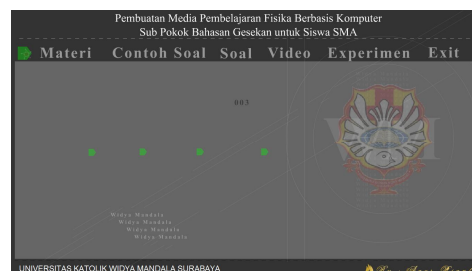 Pembuatan Media Pembelajaran Fisika Berbasis Komputer
Sub Pokok Bahasan Gesekan untuk Siswa SMA
Materi Contoh Soal Soal Video Experimen Exit
003
Widya Mandala
Widya Mandala
Widya Mandala
Widya Mandala
UNIVERSITAS KATOLIK WIDYA MANDALA SURABAYA